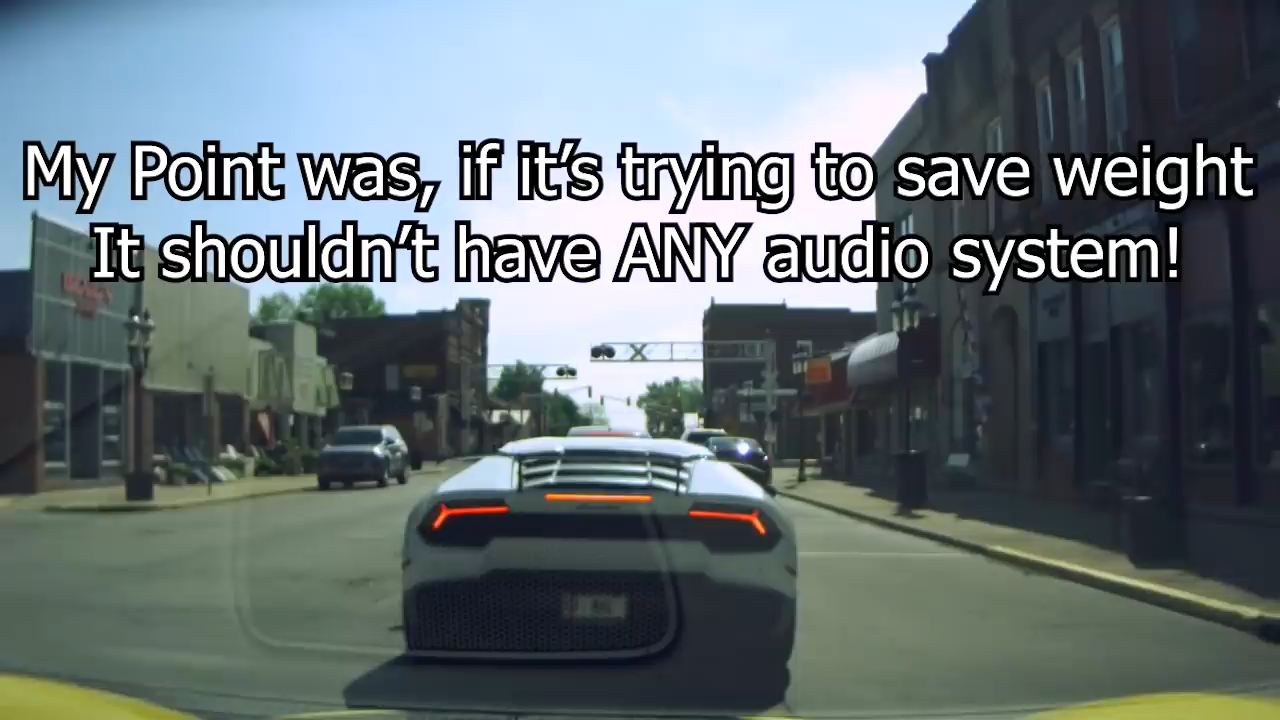 My Point was, if it's trying to save weight
It shouldn't have ANY audio system!